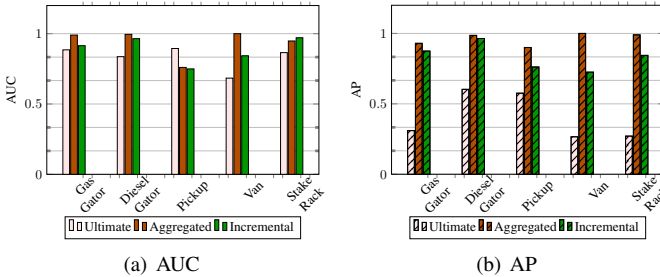 1
0.5
0
AUC
Gas Gator
Diesel Gator
Pickup
Van
Stake Rack
Ultimate Aggregated Incremental
(a) AUC
1
0.5
0
AP
Gas Gator
Diesel Gator
Pickup
Van
Stake Rack
Ultimate Aggregated Incremental
(b) AP